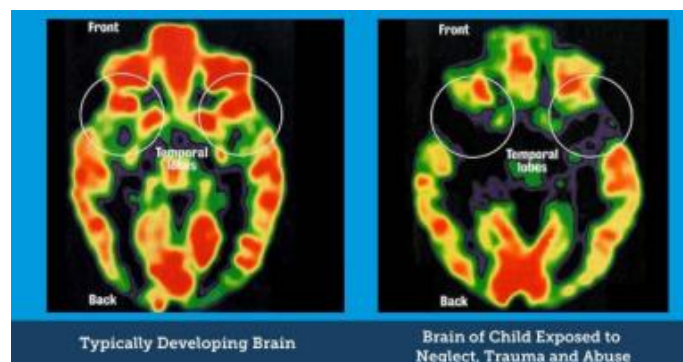 Front
Temporal
lobes
Back
Typically Developing Brain
Front
Temporal
lobes
Back
Brain of Child Exposed to
Neglect, Trauma and Abuse